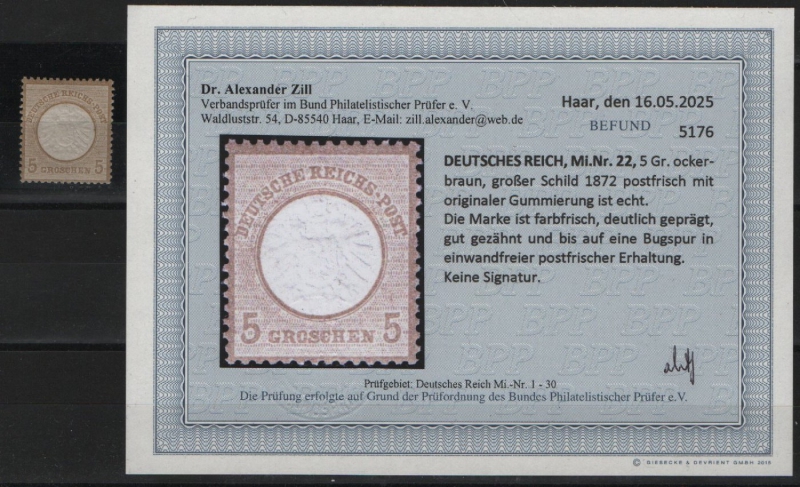 DEUTSCHE REICHS-POST
5 GROSCHEN 5
Dr. Alexander Zill
Verbandsprüfer im Bund Philatelistischer Prüfer e. V.
Waldluststr. 54, D-85540 Haar, E-Mail: zill.alexander@web.de
Haar, den 16.05.2025
BEFUND
5176
DEUTSCHE REICHS-POST
5 GROSCHEN 5
DEUTSCHES REICH, Mi.Nr. 22, 5 Gr. ocker-
braun, großer Schild 1872 postfrisch mit
originaler Gummierung ist echt.
Die Marke ist farbfrisch, deutlich geprägt,
gut gezähnt und bis auf eine Bugspur in
einwandfreier postfrischer Erhaltung.
Keine Signatur.
Prüfgebiet: Deutsches Reich Mi.-Nr. 1 - 30
Die Prüfung erfolgte auf Grund der Prüfordnung des Bundes Philatelistischer Prüfer e.V.
© GIESECKE & DEVRIENT GMBH 2015